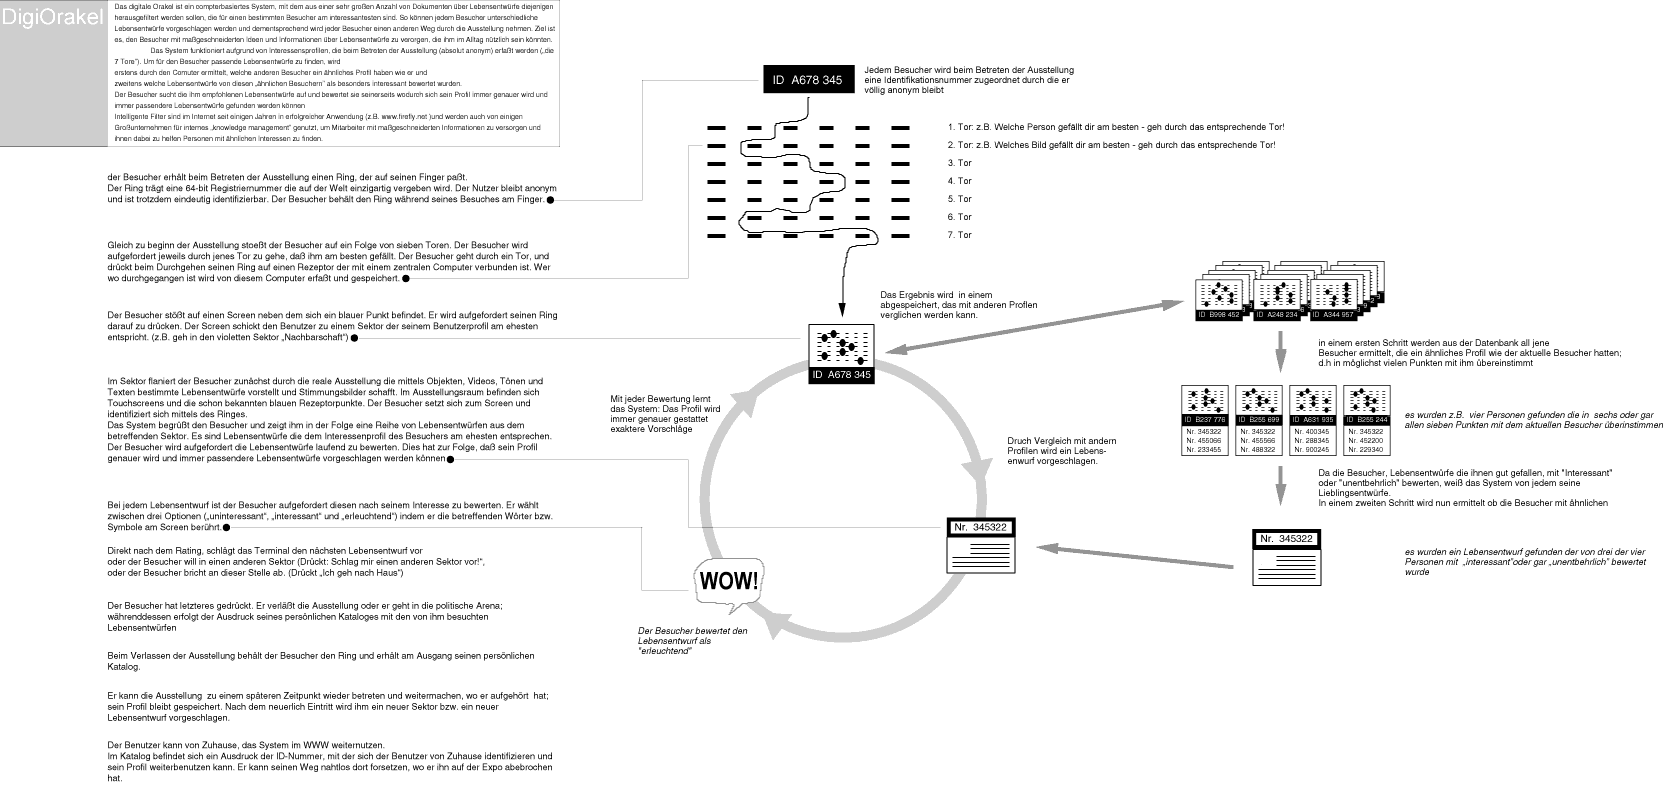 DigiOrakel
Das digitale Orakel ist ein compterbasiertes System, mit dem aus einer sehr großen Anzahl von Dokumenten über Lebensentwürfe diejenigen
herausgefiltert werden sollen, die für einen bestimmten Besucher am interessantesten sind. So können jedem Besucher unterschiedliche
Lebensentwürfe vorgeschlagen werden und dementsprechend wird jeder Besucher einen anderen Weg durch die Ausstellung nehmen. Ziel ist
es, den Besucher mit maßgeschneiderten Ideen und Informationen über Lebensentwürfe zu verorgen, die ihm im Alltag nützlich sein könnten.
Das System funktioniert aufgrund von Interessensprofilen, die beim Betreten der Ausstellung (absolut anonym) erfaßt werden („die
7 Tore"). Um für den Besucher passende Lebensentwürfe zu finden, wird
erstens durch den Comuter ermittelt, welche anderen Besucher ein ähnliches Profil haben wie er und
zweitens welche Lebensentwürfe von diesen „ähnlichen Besuchern" als besonders interessant bewertet wurden.
Der Besucher sucht die ihm empfohlenen Lebensentwürfe auf und bewertet sie seinerseits wodurch sich sein Profil immer genauer wird und
immer passendere Lebensentwürfe gefunden werden können
Intelligente Filter sind im Internet seit einigen Jahren in erfolgreicher Anwendung (z.B. www.firefly.net )und werden auch von einigen
Großunternehmen für internes „knowledge management" genutzt, um Mitarbeiter mit maßgeschneiderten Informationen zu versorgen und
ihnen dabei zu helfen Personen mit ähnlichen Interessen zu finden.
der Besucher erhält beim Betreten der Ausstellung einen Ring, der auf seinen Finger paßt.
Der Ring trägt eine 64-bit Registriernummer die auf der Welt einzigartig vergeben wird. Der Nutzer bleibt anonym
und ist trotzdem eindeutig identifizierbar. Der Besucher behält den Ring während seines Besuches am Finger.
Gleich zu beginn der Ausstellung stoeßt der Besucher auf ein Folge von sieben Toren. Der Besucher wird
aufgefordert jeweils durch jenes Tor zu gehe, daß ihm am besten gefällt. Der Besucher geht durch ein Tor, und
drückt beim Durchgehen seinen Ring auf einen Rezeptor der mit einem zentralen Computer verbunden ist. Wer
wo durchgegangen ist wird von diesem Computer erfaßt und gespeichert.
Der Besucher stößt auf einen Screen neben dem sich ein blauer Punkt befindet. Er wird aufgefordert seinen Ring
darauf zu drücken. Der Screen schickt den Benutzer zu einem Sektor der seinem Benutzerprofil am ehesten
entspricht. (z.B. geh in den violetten Sektor „Nachbarschaft")
Im Sektor flaniert der Besucher zunächst durch die reale Ausstellung die mittels Objekten, Videos, Tönen und
Texten bestimmte Lebensentwürfe vorstellt und Stimmungsbilder schafft. Im Ausstellungsraum befinden sich
Touchscreens und die schon bekannten blauen Rezeptorpunkte. Der Besucher setzt sich zum Screen und
identifiziert sich mittels des Ringes.
Das System begrüßt den Besucher und zeigt ihm in der Folge eine Reihe von Lebensentwürfen aus dem
betreffenden Sektor. Es sind Lebensentwürfe die dem Interessenprofil des Besuchers am ehesten entsprechen.
Der Besucher wird aufgefordert die Lebensentwürfe laufend zu bewerten. Dies hat zur Folge, daß sein Profil
genauer wird und immer passendere Lebensentwürfe vorgeschlagen werden können
Bei jedem Lebensentwurf ist der Besucher aufgefordert diesen nach seinem Interesse zu bewerten. Er wählt
zwischen drei Optionen („uninteressant", „interessant" und „erleuchtend") indem er die betreffenden Wörter bzw.
Symbole am Screen berührt.
Direkt nach dem Rating, schlägt das Terminal den nächsten Lebensentwurf vor
oder der Besucher will in einen anderen Sektor (Drückt: Schlag mir einen anderen Sektor vor!",
oder der Besucher bricht an dieser Stelle ab. (Drückt „Ich geh nach Haus")
Der Besucher hat letzteres gedrückt. Er verläßt die Ausstellung oder er geht in die politische Arena;
währenddessen erfolgt der Ausdruck seines persönlichen Kataloges mit den von ihm besuchten
Lebensentwürfen
Beim Verlassen der Ausstellung behält der Besucher den Ring und erhält am Ausgang seinen persönlichen
Katalog.
Er kann die Ausstellung zu einem späteren Zeitpunkt wieder betreten und weitermachen, wo er aufgehört hat;
sein Profil bleibt gespeichert. Nach dem neuerlich Eintritt wird ihm ein neuer Sektor bzw. ein neuer
Lebensentwurf vorgeschlagen.
Der Benutzer kann von Zuhause, das System im WWW weiternutzen.
Im Katalog befindet sich ein Ausdruck der ID-Nummer, mit der sich der Benutzer von Zuhause identifizieren und
sein Profil weiterbenutzen kann. Er kann seinen Weg nahtlos dort forsetzen, wo er ihn auf der Expo abebrochen
hat.
ID A678 345
Jedem Besucher wird beim Betreten der Ausstellung
eine Identifikationsnummer zugeordnet durch die er
völlig anonym bleibt
1. Tor: z.B. Welche Person gefällt dir am besten - geh durch das entsprechende Tor!
2. Tor: z.B. Welches Bild gefällt dir am besten - geh durch das entsprechende Tor!
3. Tor
4. Tor
5. Tor
6. Tor
7. Tor
Das Ergebnis wird in einem
abgespeichert, das mit anderen Proflen
verglichen werden kann.
ID A678 345
Mit jeder Bewertung lernt
das System: Das Profil wird
immer genauer gestattet
exaktere Vorschläge
Druch Vergleich mit andern
Profilen wird ein Lebens-
enwurf vorgeschlagen.
Nr. 345322
WOW!
Der Besucher bewertet den
Lebensentwurf als
"erleuchtend"
ID B998 452 ID A248 234 ID A344 957
in einem ersten Schritt werden aus der Datenbank all jene
Besucher ermittelt, die ein ähnliches Profil wie der aktuelle Besucher hatten;
d.h in möglichst vielen Punkten mit ihm übereinstimmt
ID B237 776 ID B255 699 ID A631 935 ID B255 244
Nr. 345322 Nr. 345322 Nr. 400345 Nr. 345322
Nr. 455066 Nr. 455566 Nr. 288345 Nr. 452200
Nr. 233455 Nr. 488322 Nr. 900245 Nr. 229340
es wurden z.B. vier Personen gefunden die in sechs oder gar
allen sieben Punkten mit dem aktuellen Besucher überinstimmen
Da die Besucher, Lebensentwürfe die ihnen gut gefallen, mit "Interessant"
oder "unentbehrlich" bewerten, weiß das System von jedem seine
Lieblingsentwürfe.
In einem zweiten Schritt wird nun ermittelt ob die Besucher mit ähnlichen
Nr. 345322
es wurden ein Lebensentwurf gefunden der von drei der vier
Personen mit „interessant"oder gar „unentbehrlich" bewertet
wurde